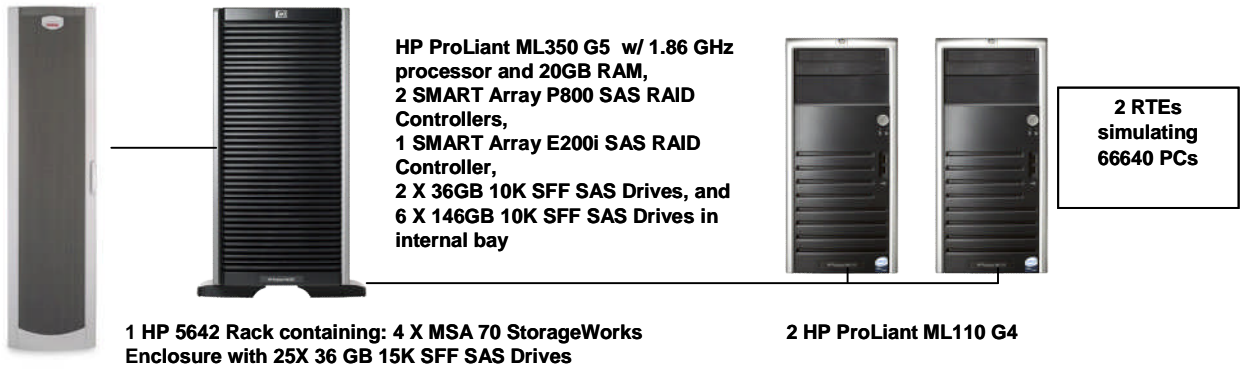 HP ProLiant ML350 G5 w/ 1.86 GHz
processor and 20GB RAM,
2 SMART Array P800 SAS RAID
Controllers,
1 SMART Array E200i SAS RAID
Controller,
2 X 36GB 10K SFF SAS Drives, and
6 X 146GB 10K SFF SAS Drives in
internal bay
2 RTEs
simulating
66640 PCs
1 HP 5642 Rack containing: 4 X MSA 70 StorageWorks
Enclosure with 25X 36 GB 15K SFF SAS Drives
2 HP ProLiant ML110 G4